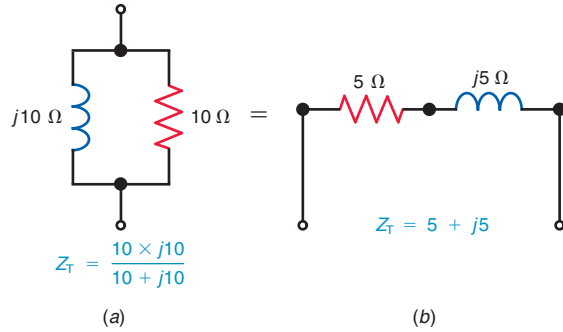 5 Ω
j5 Ω
j10 Ω
10 Ω
=
Z_T = (10 × j10)/(10 + j10)
Z_T = 5 + j5
(a)
(b)